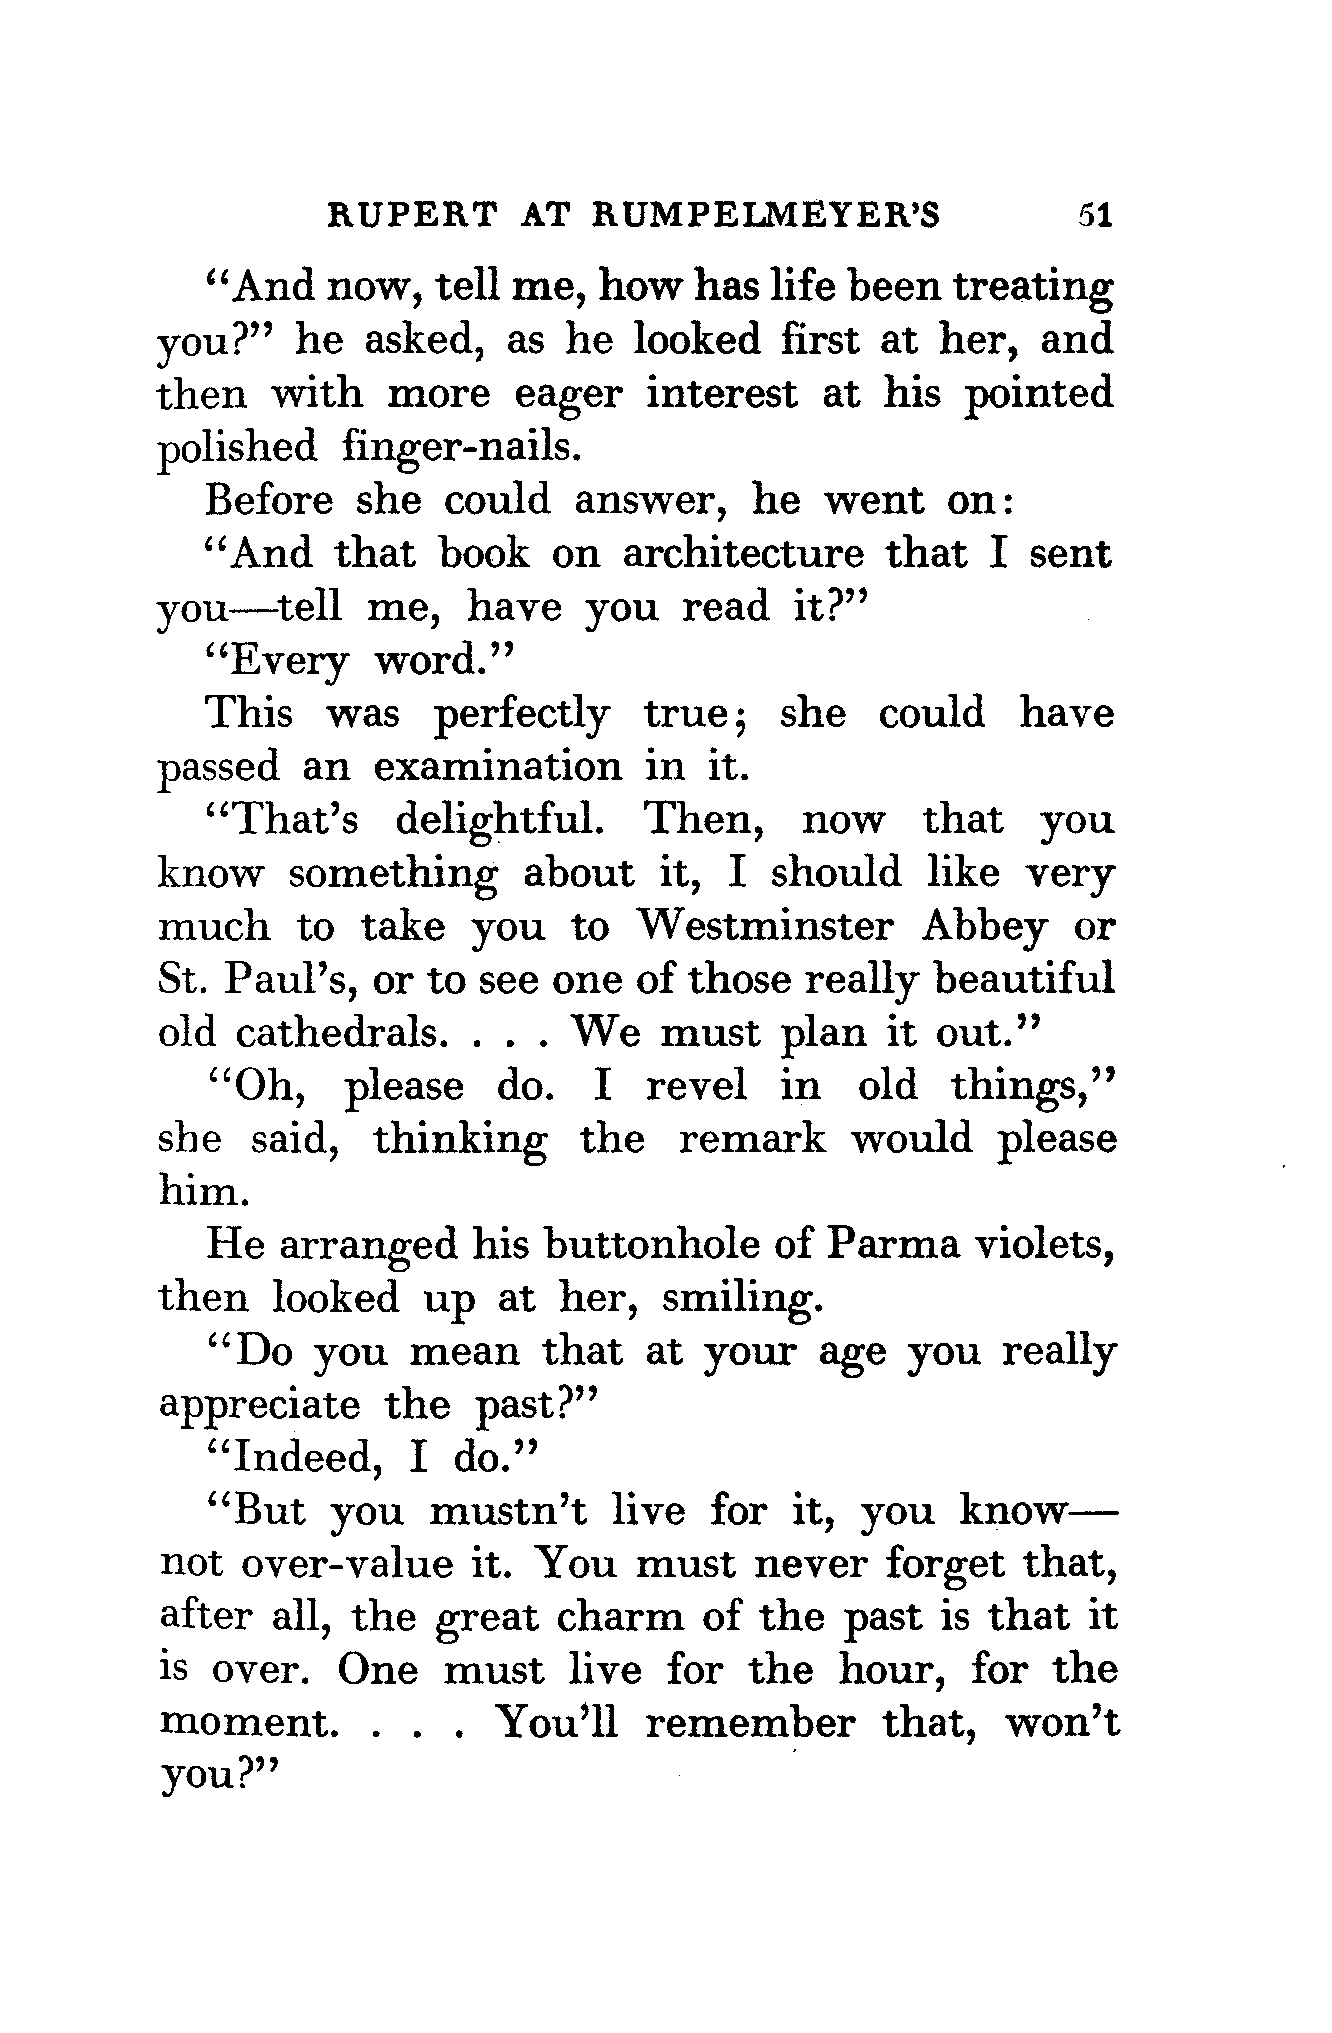 RUPERT AT RUMPELMEYER'S 51
"And now, tell me, how has life been treating
you?" he asked, as he looked first at her, and
then with more eager interest at his pointed
polished finger-nails.
Before she could answer, he went on:
"And that book on architecture that I sent
you—tell me, have you read it?"
"Every word."
This was perfectly true; she could have
passed an examination in it.
"That's delightful. Then, now that you
know something about it, I should like very
much to take you to Westminster Abbey or
St. Paul's, or to see one of those really beautiful
old cathedrals. . . . We must plan it out."
"Oh, please do. I revel in old things,"
she said, thinking the remark would please
him.
He arranged his buttonhole of Parma violets,
then looked up at her, smiling.
"Do you mean that at your age you really
appreciate the past?"
"Indeed, I do."
"But you mustn't live for it, you know—
not over-value it. You must never forget that,
after all, the great charm of the past is that it
is over. One must live for the hour, for the
moment. . . . You'll remember that, won't
you?"